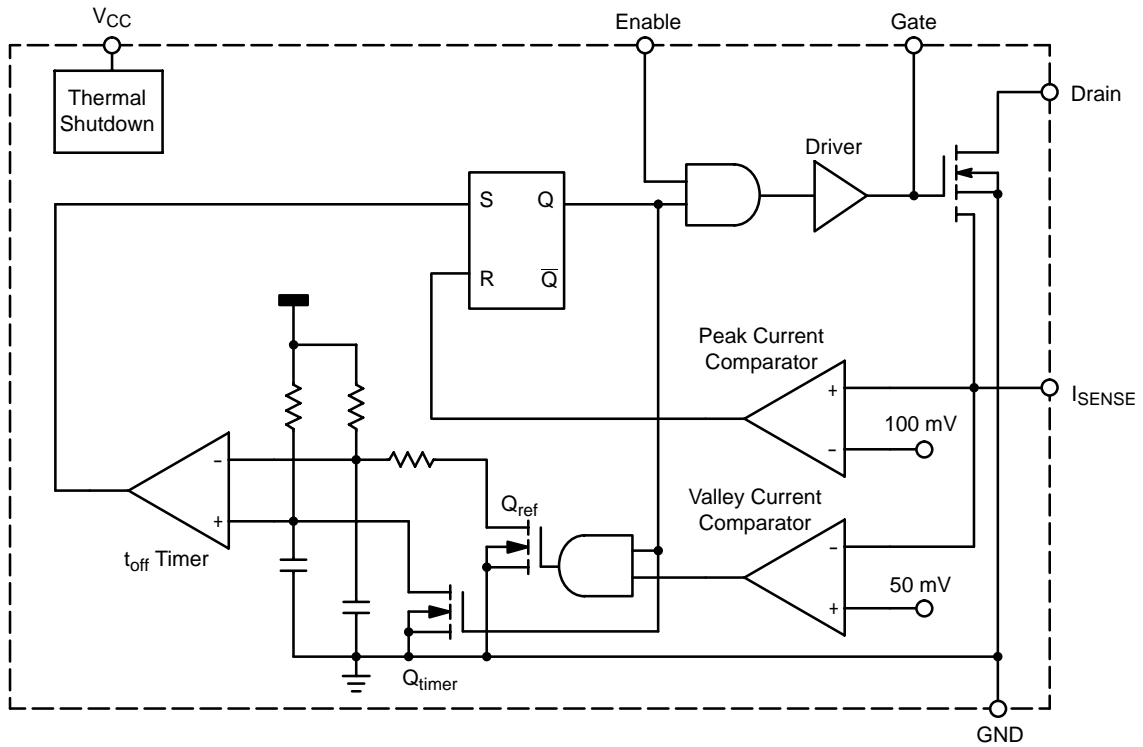 VCC
Enable
Gate
Thermal
Shutdown
Drain
Driver
S
Q
R
Q̅
Peak Current
Comparator
+
ISENSE
100 mV
−
−
Qref
Valley Current
Comparator
+
toff Timer
−
50 mV
+
Qtimer
GND